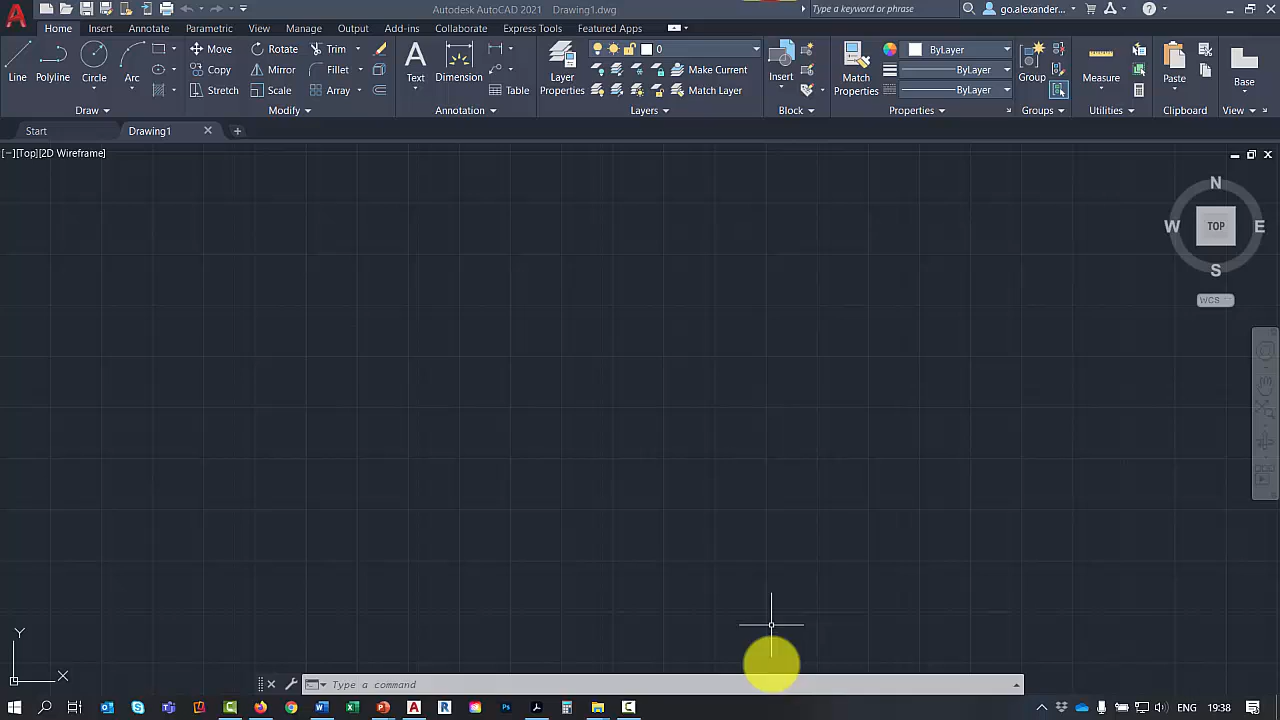 Autodesk AutoCAD 2021 Drawing1.dwg Type a keyword or phrase go.alexander...
Home Insert Annotate Parametric View Manage Output Add-ins Collaborate Express Tools Featured Apps
Line Polyline Circle Arc
Move Rotate Trim
Copy Mirror Fillet
Stretch Scale Array
Text Dimension Table
Layer Properties
0
Make Current
Match Layer
Insert
Match Properties
ByLayer
ByLayer
ByLayer
Group
Measure
Paste
Base
Draw Modify Annotation Layers Block Properties Groups Utilities Clipboard View
Start Drawing1
[−][Top][2D Wireframe]
N
W TOP E
S
WCS
Y
X
Type a command
ENG 19:38